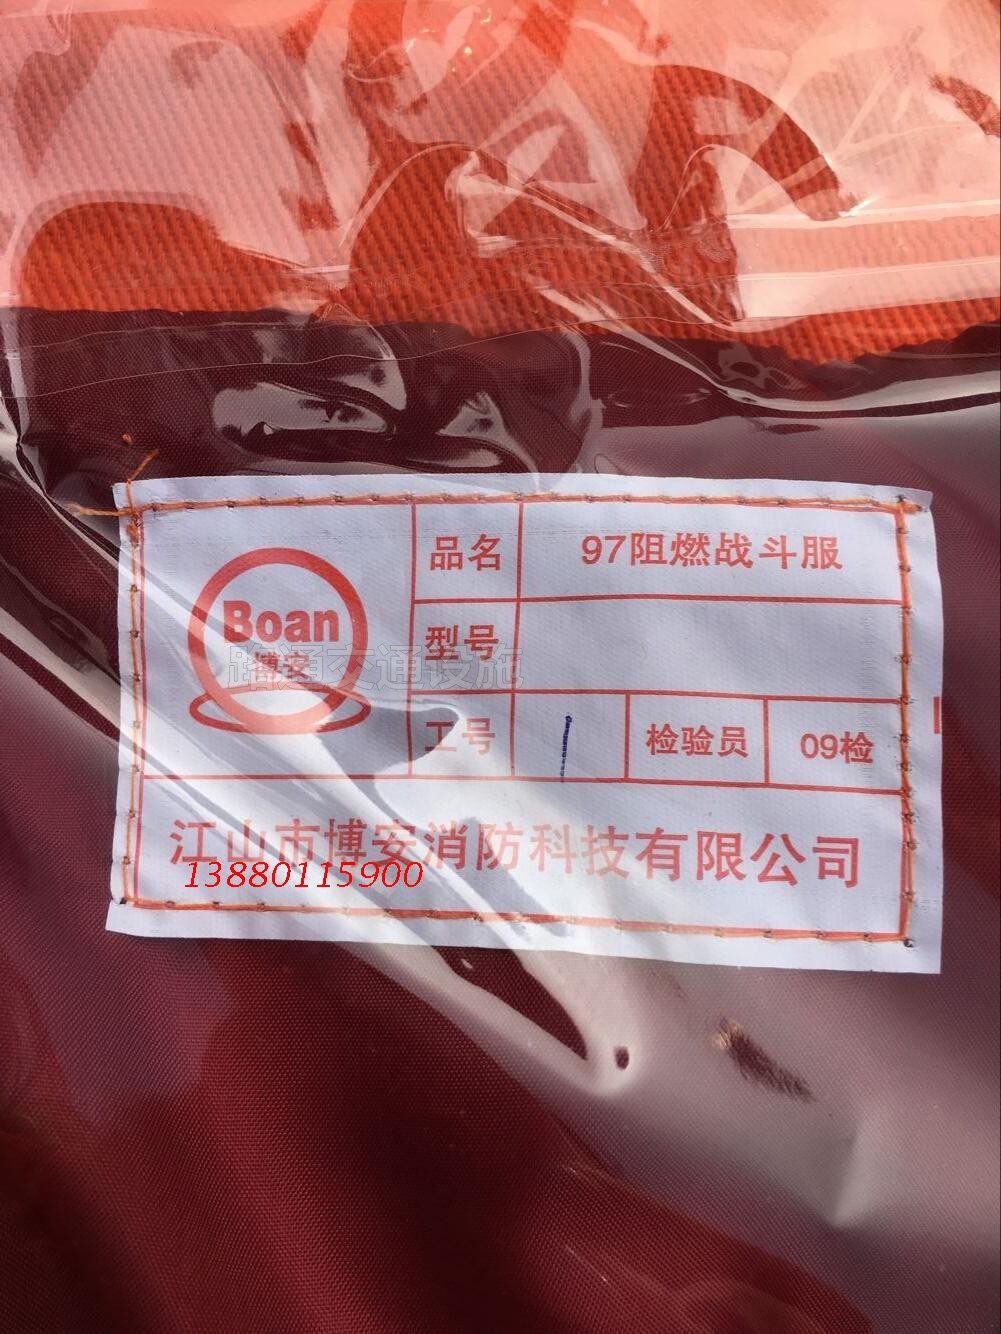 Boan
博安
品名 97阻燃战斗服
型号
路通交通设施
工号 1 检验员 09检
江山市博安消防科技有限公司
13880115900